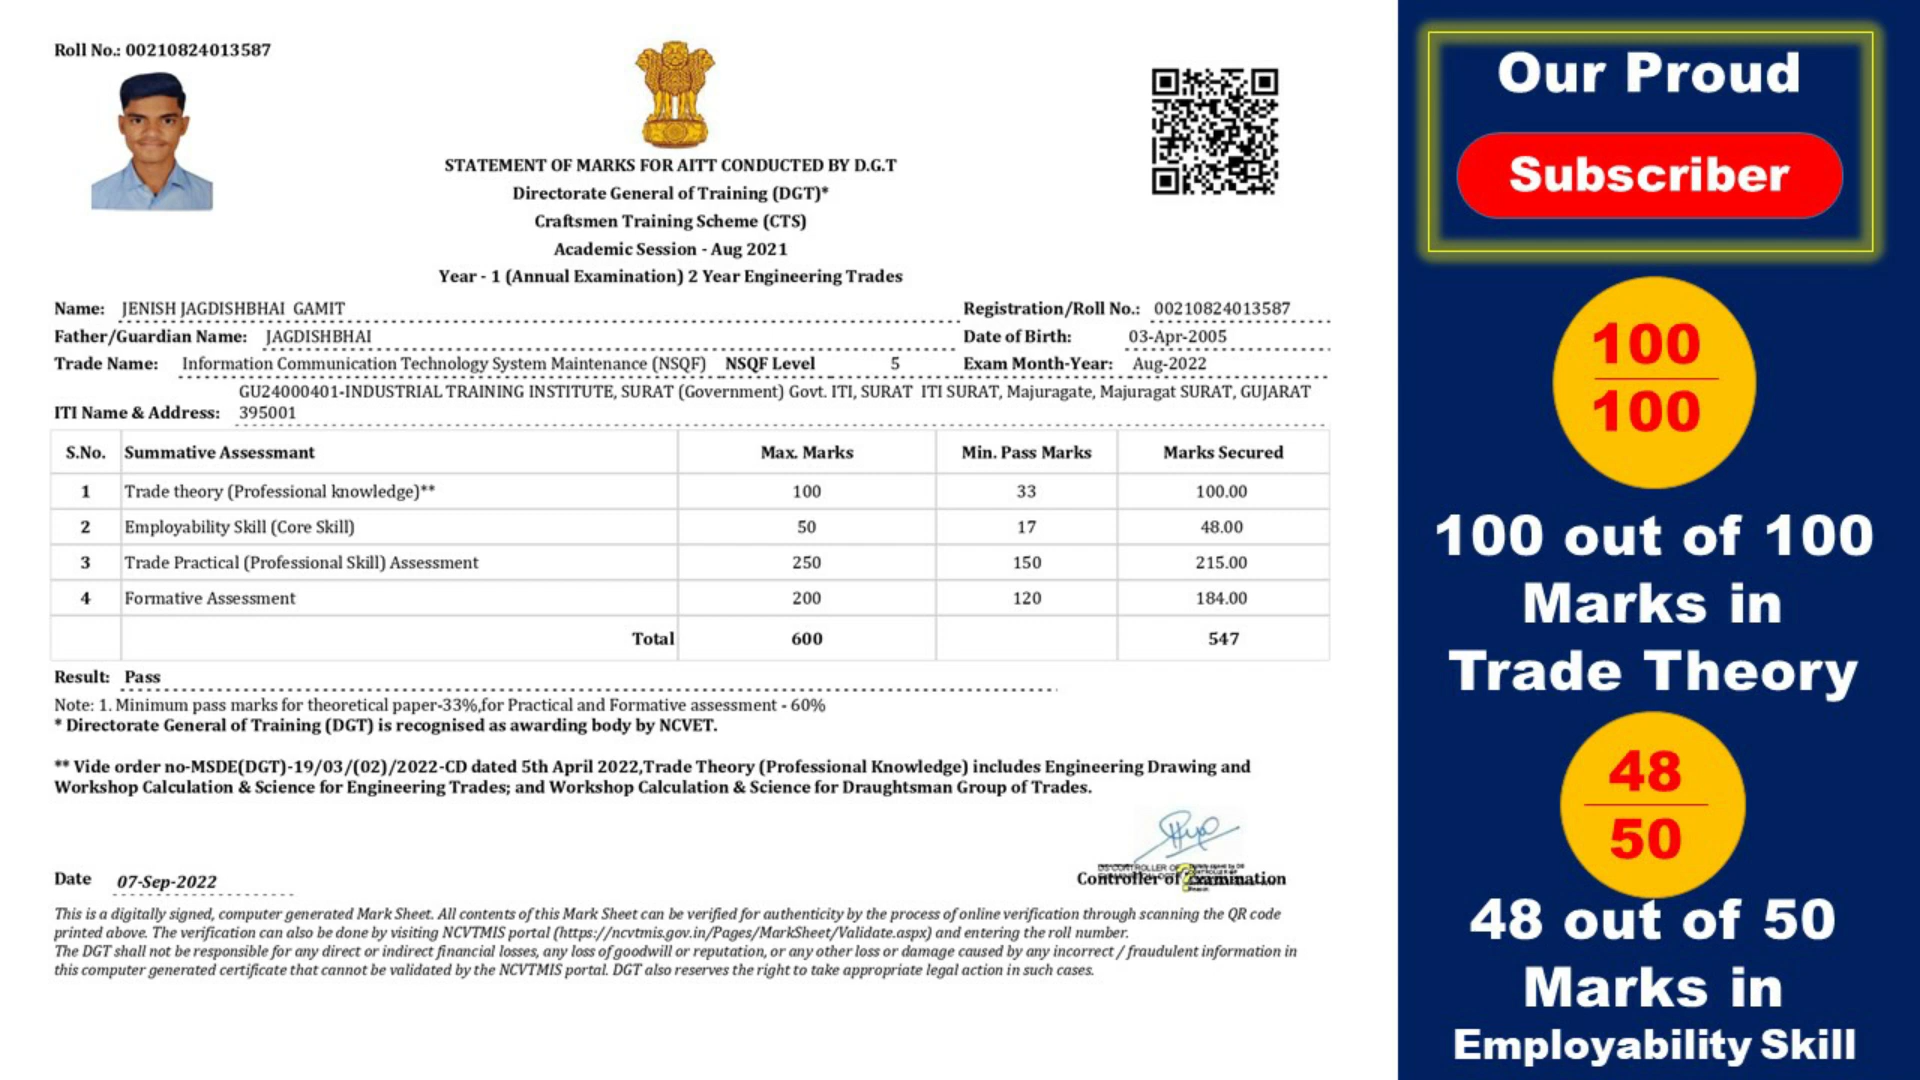 Roll No.: 00210824013587
STATEMENT OF MARKS FOR AITT CONDUCTED BY D.G.T
Directorate General of Training (DGT)*
Craftsmen Training Scheme (CTS)
Academic Session - Aug 2021
Year - 1 (Annual Examination) 2 Year Engineering Trades
Name: JENISH JAGDISHBHAI GAMIT Registration/Roll No.: 00210824013587
Father/Guardian Name: JAGDISHBHAI Date of Birth: 03-Apr-2005
Trade Name: Information Communication Technology System Maintenance (NSQF) NSQF Level 5 Exam Month-Year: Aug-2022
GU24000401-INDUSTRIAL TRAINING INSTITUTE, SURAT (Government) Govt. ITI, SURAT ITI SURAT, Majuragate, Majuragat SURAT, GUJARAT
ITI Name & Address: 395001
S.No. Summative Assessmant Max. Marks Min. Pass Marks Marks Secured
1 Trade theory (Professional knowledge)** 100 33 100.00
2 Employability Skill (Core Skill) 50 17 48.00
3 Trade Practical (Professional Skill) Assessment 250 150 215.00
4 Formative Assessment 200 120 184.00
Total 600 547
Result: Pass
Note: 1. Minimum pass marks for theoretical paper-33%,for Practical and Formative assessment - 60%
* Directorate General of Training (DGT) is recognised as awarding body by NCVET.
** Vide order no-MSDE(DGT)-19/03/(02)/2022-CD dated 5th April 2022,Trade Theory (Professional Knowledge) includes Engineering Drawing and
Workshop Calculation & Science for Engineering Trades; and Workshop Calculation & Science for Draughtsman Group of Trades.
Date 07-Sep-2022
Controller of Examination
This is a digitally signed, computer generated Mark Sheet. All contents of this Mark Sheet can be verified for authenticity by the process of online verification through scanning the QR code
printed above. The verification can also be done by visiting NCVTMIS portal (https://ncvtmis.gov.in/Pages/MarkSheet/Validate.aspx) and entering the roll number.
The DGT shall not be responsible for any direct or indirect financial losses, any loss of goodwill or reputation, or any other loss or damage caused by any incorrect / fraudulent information in
this computer generated certificate that cannot be validated by the NCVTMIS portal. DGT also reserves the right to take appropriate legal action in such cases.
Our Proud
Subscriber
100
100
100 out of 100
Marks in
Trade Theory
48
50
48 out of 50
Marks in
Employability Skill